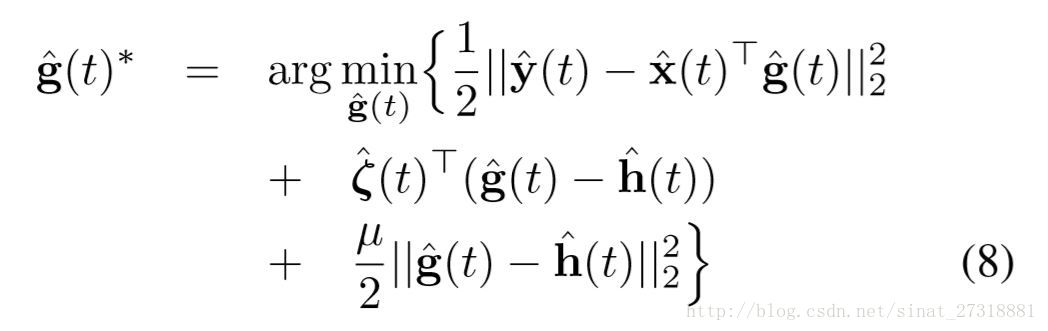 ĝ(t)* = arg min_{ĝ(t)} { 1/2 ||ŷ(t) − x̂(t)^⊤ ĝ(t)||_2^2
+ ζ̂(t)^⊤ (ĝ(t) − ĥ(t))
+ μ/2 ||ĝ(t) − ĥ(t)||_2^2 } (8)
http://blog.csdn.net/sinat_27318881